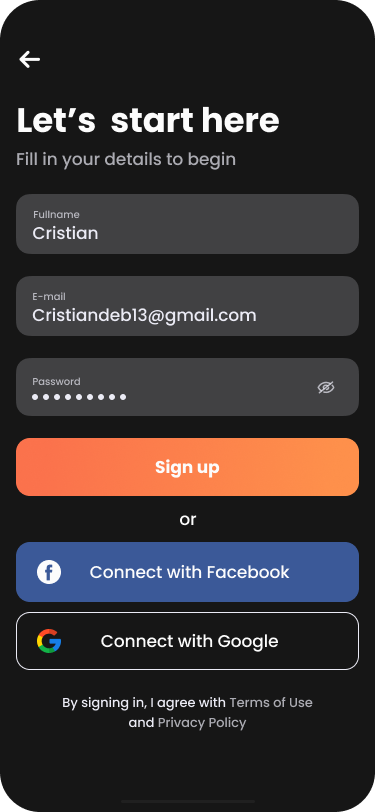 Let's start here
Fill in your details to begin
Fullname
Cristian
E-mail
Cristiandeb13@gmail.com
Password
Sign up
or
Connect with Facebook
Connect with Google
By signing in, I agree with Terms of Use
and Privacy Policy